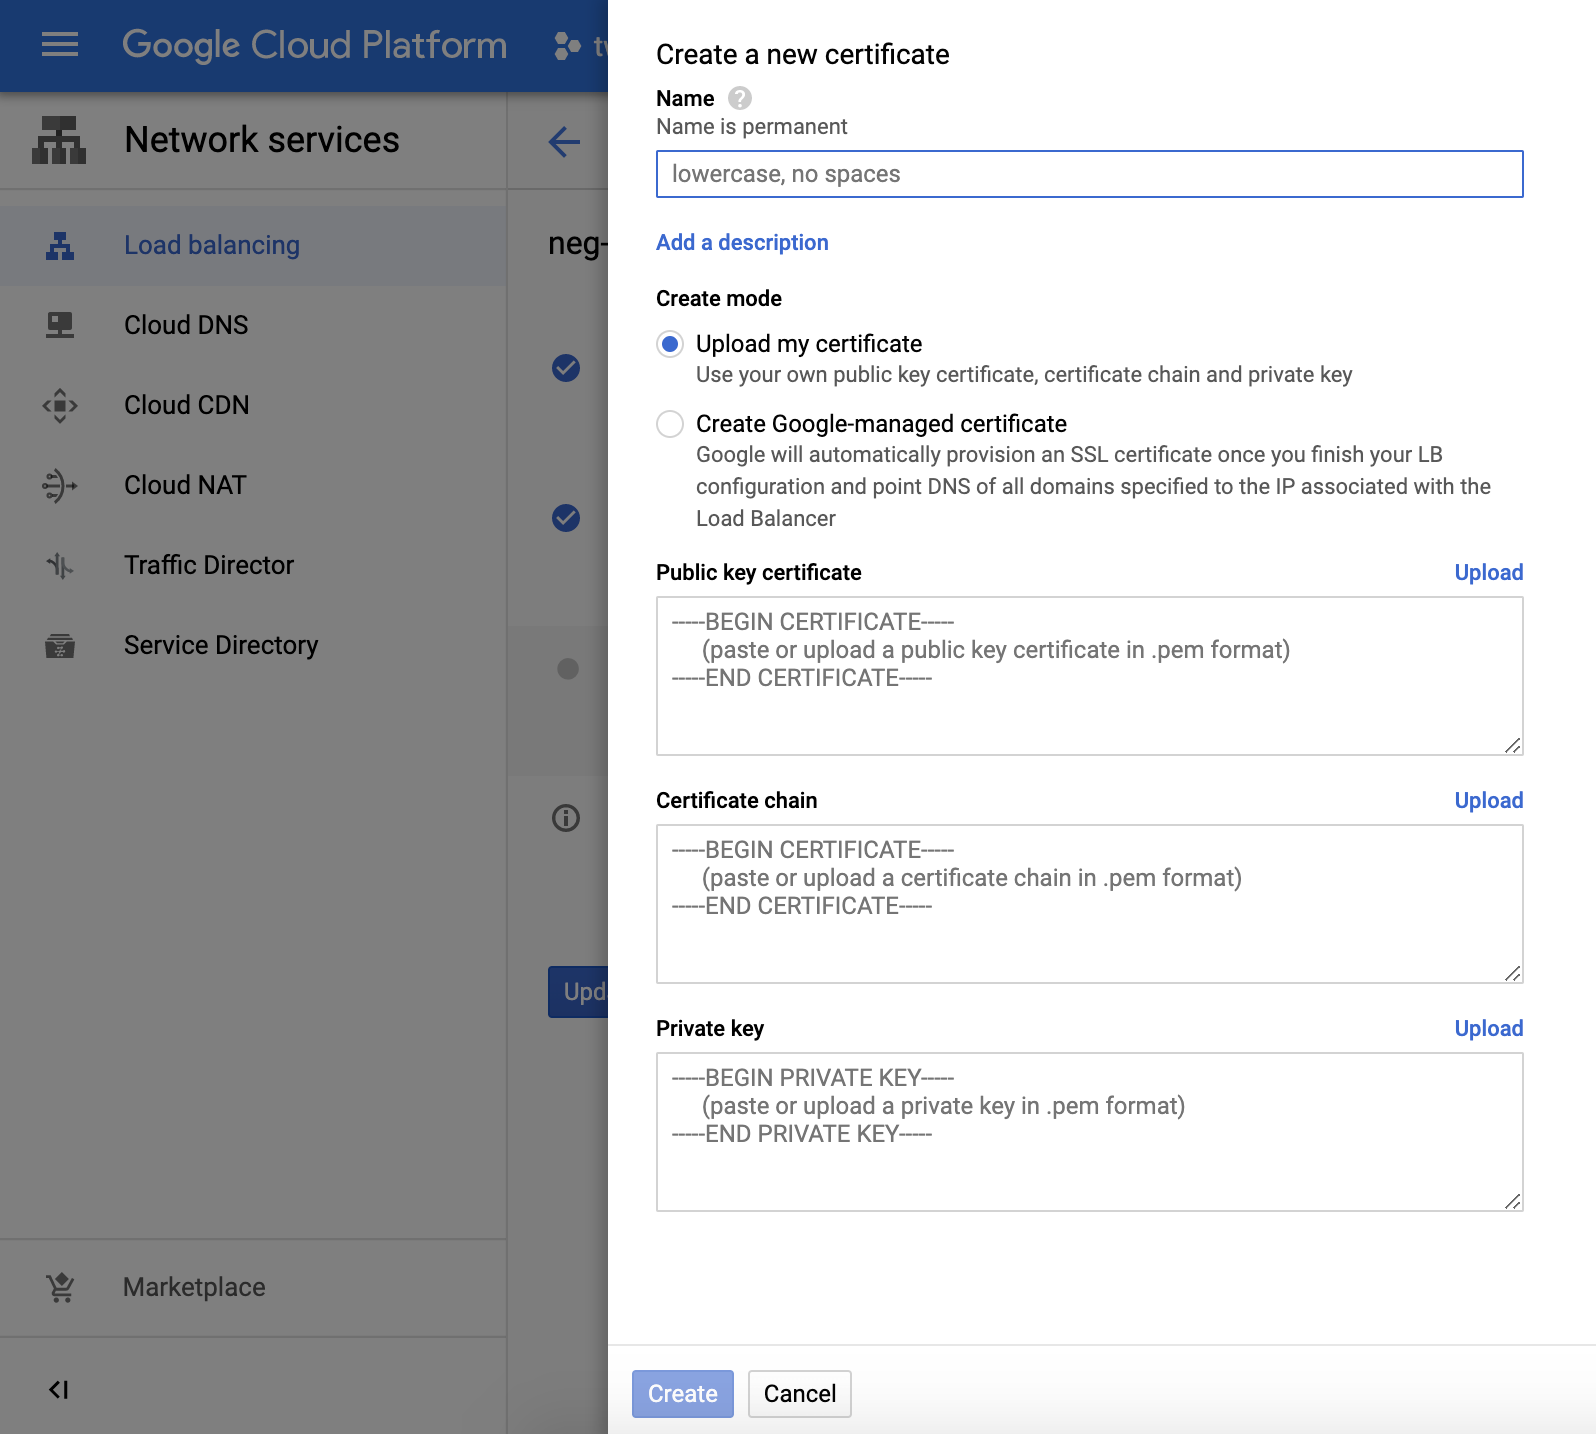 Google Cloud Platform
Network services
Load balancing
Cloud DNS
Cloud CDN
Cloud NAT
Traffic Director
Service Directory
Marketplace
neg-
Upd
Create a new certificate
Name ?
Name is permanent
lowercase, no spaces
Add a description
Create mode
Upload my certificate
Use your own public key certificate, certificate chain and private key
Create Google-managed certificate
Google will automatically provision an SSL certificate once you finish your LB
configuration and point DNS of all domains specified to the IP associated with the
Load Balancer
Public key certificate Upload
-----BEGIN CERTIFICATE-----
(paste or upload a public key certificate in .pem format)
-----END CERTIFICATE-----
Certificate chain Upload
-----BEGIN CERTIFICATE-----
(paste or upload a certificate chain in .pem format)
-----END CERTIFICATE-----
Private key Upload
-----BEGIN PRIVATE KEY-----
(paste or upload a private key in .pem format)
-----END PRIVATE KEY-----
Create Cancel